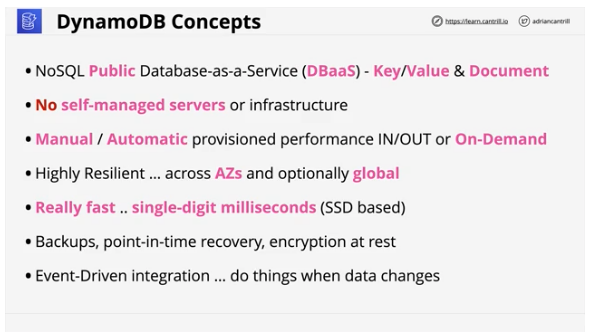 DynamoDB Concepts
https://learn.cantrill.io
adriancantrill
• NoSQL Public Database-as-a-Service (DBaaS) - Key/Value & Document
• No self-managed servers or infrastructure
• Manual / Automatic provisioned performance IN/OUT or On-Demand
• Highly Resilient ... across AZs and optionally global
• Really fast .. single-digit milliseconds (SSD based)
• Backups, point-in-time recovery, encryption at rest
• Event-Driven integration ... do things when data changes